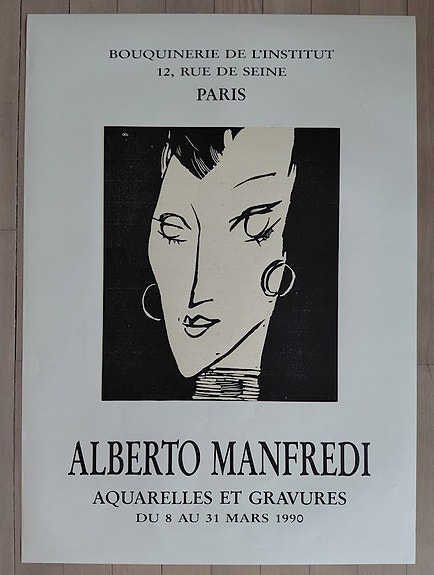 BOUQUINERIE DE L'INSTITUT
12, RUE DE SEINE
PARIS
ALBERTO MANFREDI
AQUARELLES ET GRAVURES
DU 8 AU 31 MARS 1990